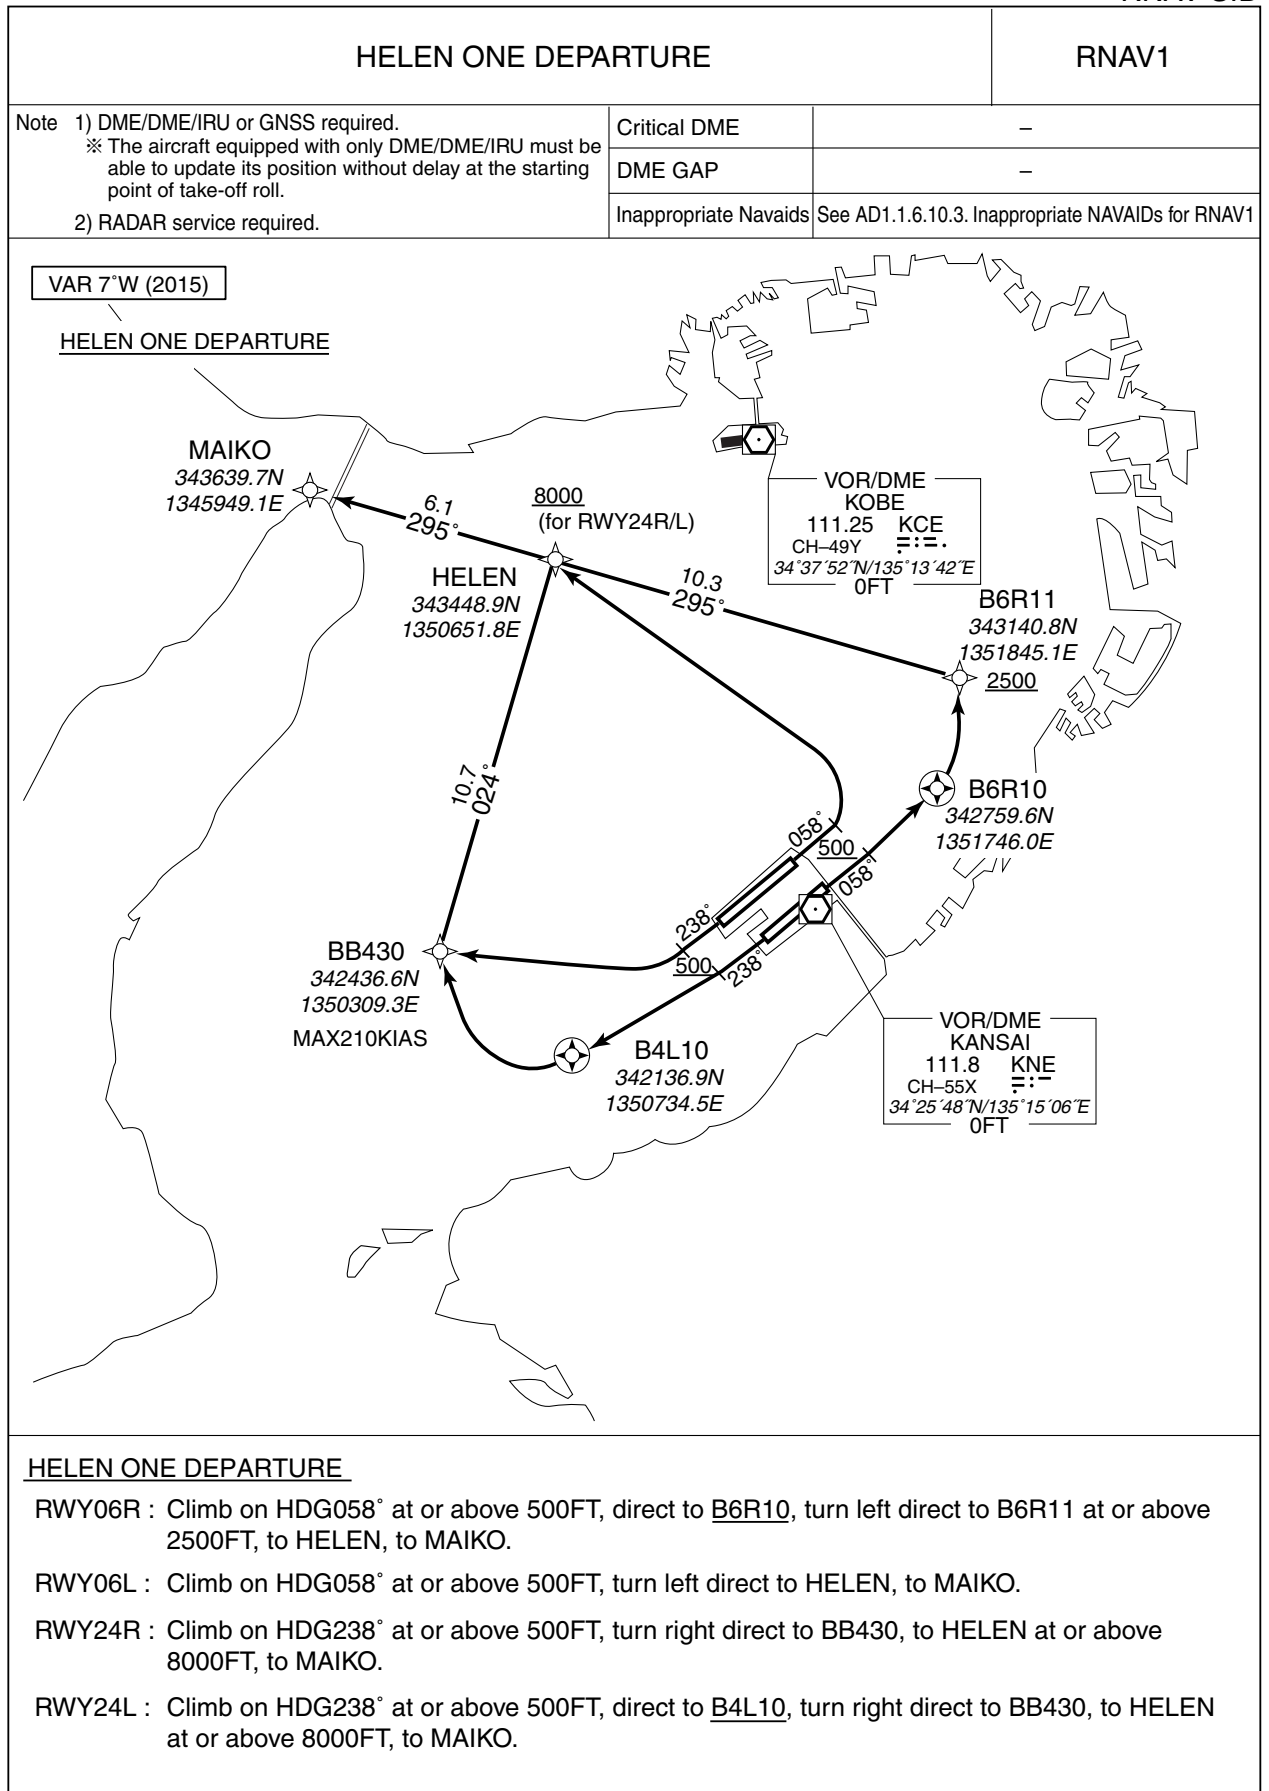 HELEN ONE DEPARTURE
RNAV1
Note 1) DME/DME/IRU or GNSS required.
※ The aircraft equipped with only DME/DME/IRU must be
able to update its position without delay at the starting
point of take-off roll.
2) RADAR service required.
Critical DME –
DME GAP –
Inappropriate Navaids See AD1.1.6.10.3. Inappropriate NAVAIDs for RNAV1
VAR 7˚W (2015)
HELEN ONE DEPARTURE
MAIKO
343639.7N
1345949.1E
6.1
295˚
8000
(for RWY24R/L)
HELEN
343448.9N
1350651.8E
VOR/DME
KOBE
111.25 KCE
CH–49Y
34˚37´52˝N/135˚13´42˝E
0FT
10.3
295˚
B6R11
343140.8N
1351845.1E
2500
10.7
024˚
B6R10
342759.6N
1351746.0E
058˚
500
058˚
238˚
500
238˚
BB430
342436.6N
1350309.3E
MAX210KIAS
B4L10
342136.9N
1350734.5E
VOR/DME
KANSAI
111.8 KNE
CH–55X
34˚25´48˝N/135˚15´06˝E
0FT
HELEN ONE DEPARTURE
RWY06R : Climb on HDG058˚ at or above 500FT, direct to B6R10, turn left direct to B6R11 at or above
2500FT, to HELEN, to MAIKO.
RWY06L : Climb on HDG058˚ at or above 500FT, turn left direct to HELEN, to MAIKO.
RWY24R : Climb on HDG238˚ at or above 500FT, turn right direct to BB430, to HELEN at or above
8000FT, to MAIKO.
RWY24L : Climb on HDG238˚ at or above 500FT, direct to B4L10, turn right direct to BB430, to HELEN
at or above 8000FT, to MAIKO.